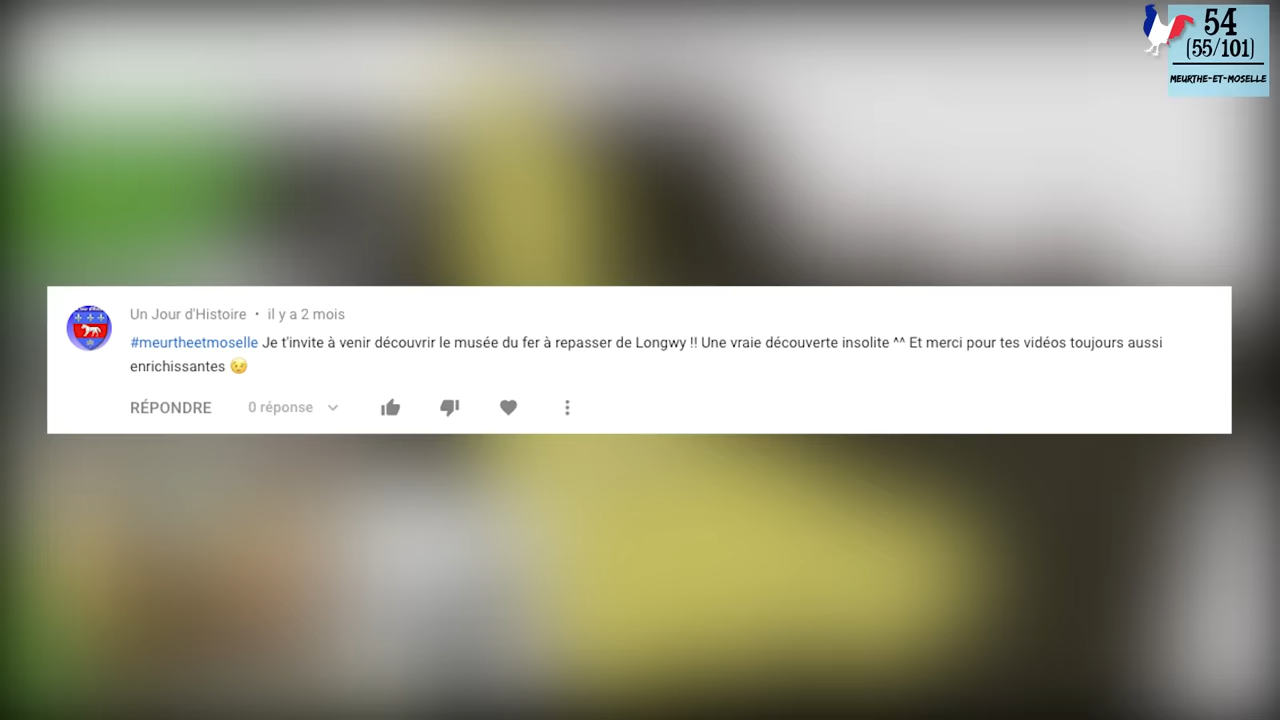 54
(55/101)
MEURTHE-ET-MOSELLE
Un Jour d'Histoire • il y a 2 mois
#meurtheetmoselle Je t'invite à venir découvrir le musée du fer à repasser de Longwy !! Une vraie découverte insolite ^^ Et merci pour tes vidéos toujours aussi
enrichissantes 😉
RÉPONDRE 0 réponse